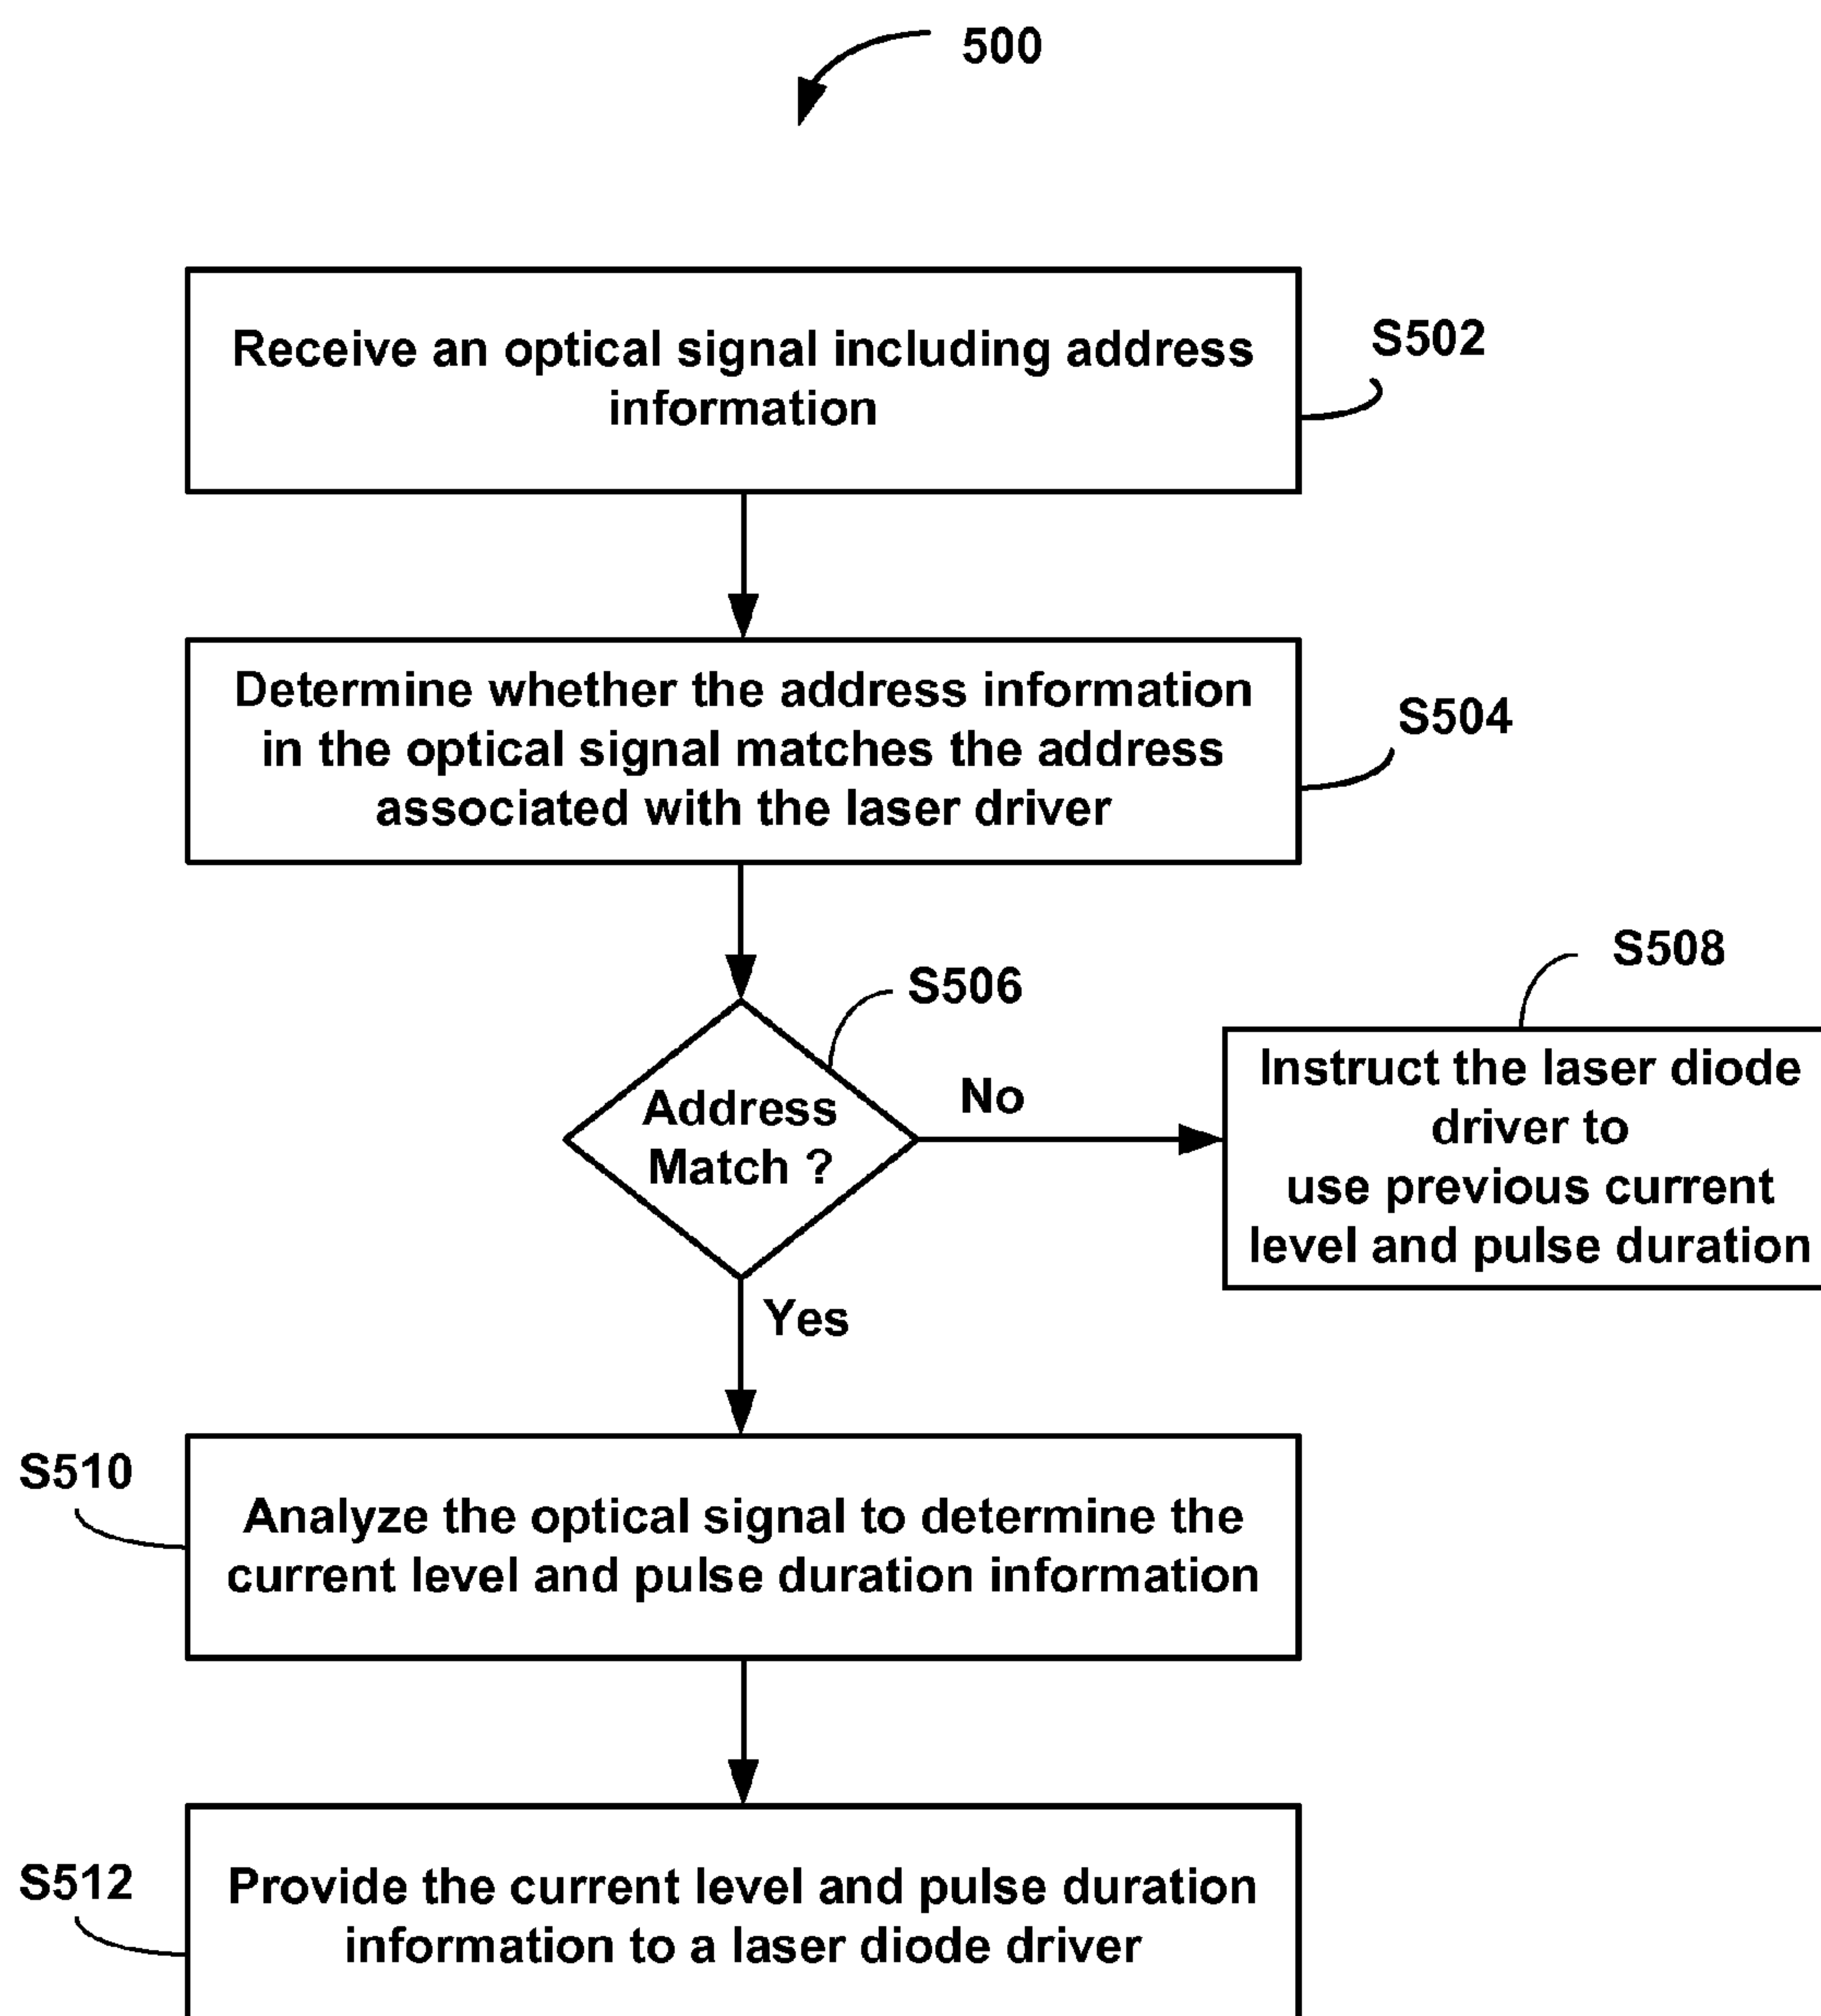 500
Receive an optical signal including address
information
S502
Determine whether the address information
in the optical signal matches the address
associated with the laser driver
S504
S506
Address
Match ?
No
S508
Instruct the laser diode
driver to
use previous current
level and pulse duration
Yes
S510
Analyze the optical signal to determine the
current level and pulse duration information
S512
Provide the current level and pulse duration
information to a laser diode driver